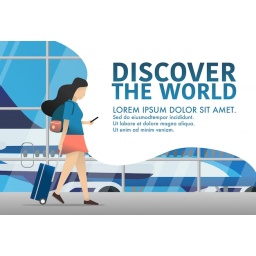 DISCOVER
THE WORLD
LOREM IPSUM DOLOR SIT AMET.
Sed do eiusmodtempor
ut labore et dolore magna aliqua.
Ut enim ad minim veniam.